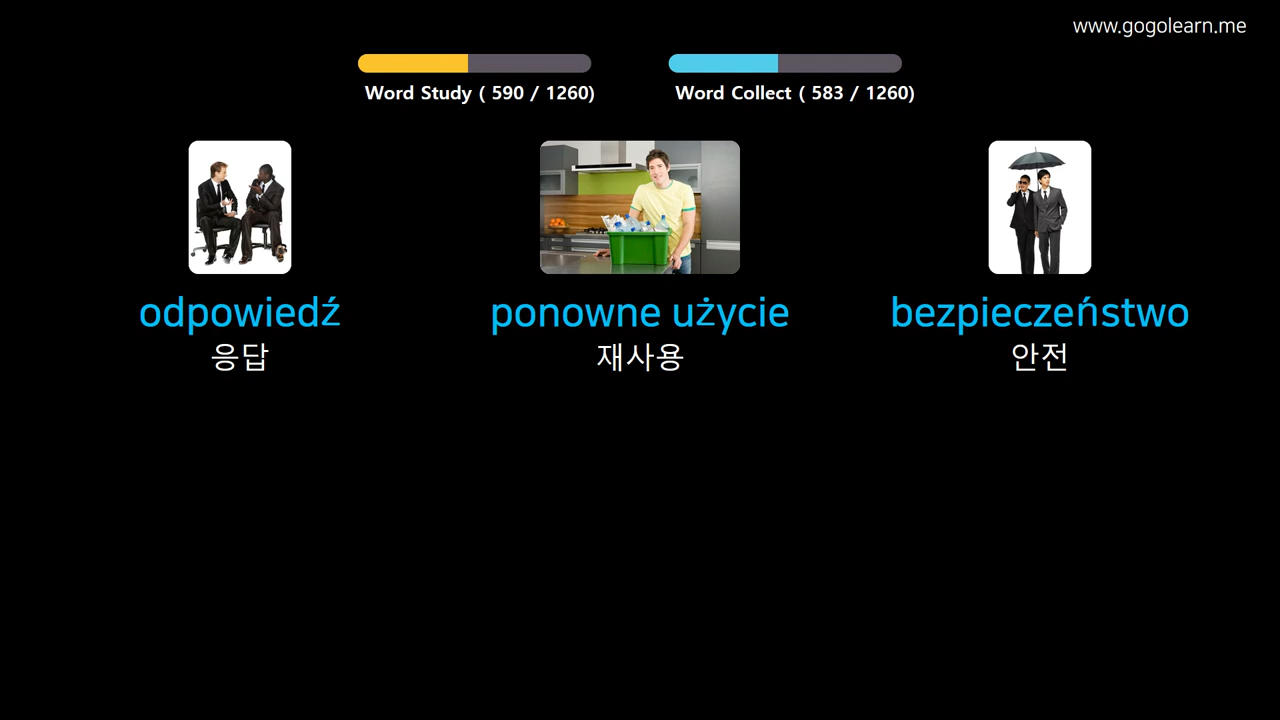 www.gogolearn.me
Word Study ( 590 / 1260)
Word Collect ( 583 / 1260)
odpowiedź
응답
ponowne użycie
재사용
bezpieczeństwo
안전